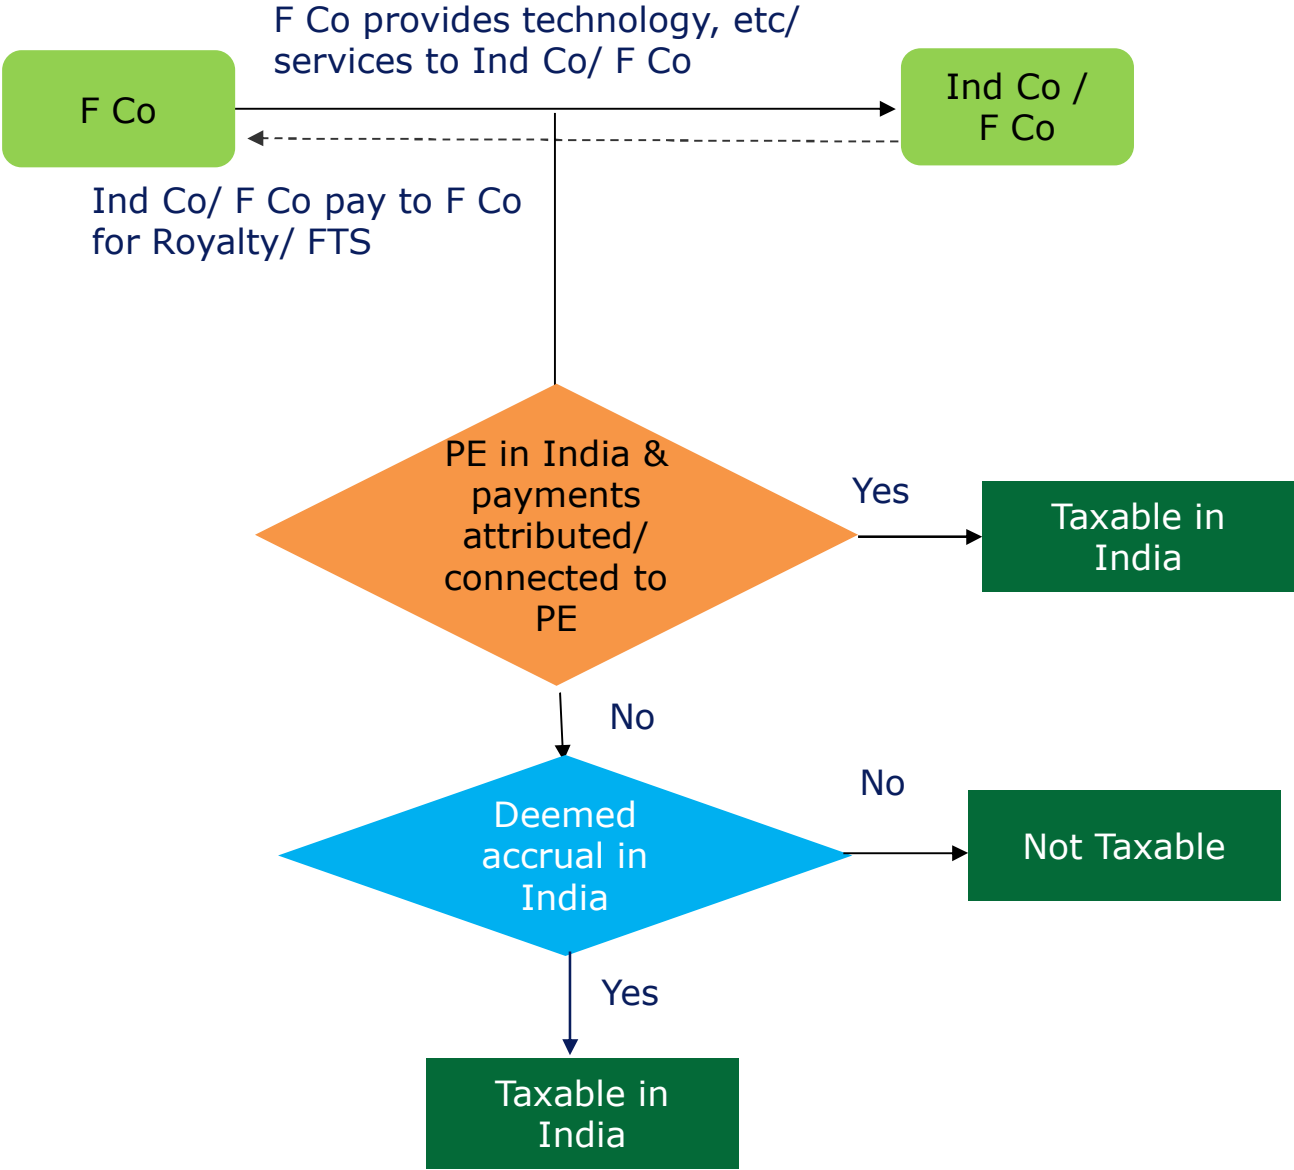 F Co provides technology, etc/
services to Ind Co/ F Co
F Co
Ind Co /
F Co
Ind Co/ F Co pay to F Co
for Royalty/ FTS
PE in India &
payments
attributed/
connected to
PE
Yes
Taxable in
India
No
Deemed
accrual in
India
No
Not Taxable
Yes
Taxable in
India